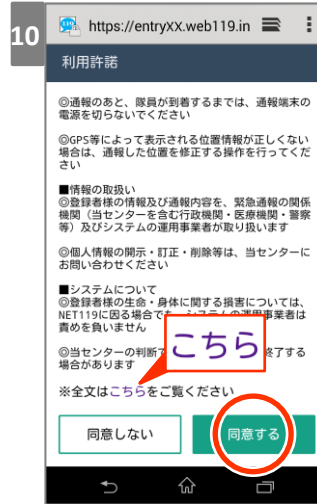 10
https://entryXX.web119.in
利用許諾
◎通報のあと、隊員が到着するまでは、通報端末の
電源を切らないでください
◎GPS等によって表示される位置情報が正しくない
場合は、通報した位置を修正する操作を行ってくだ
さい
■情報の取扱い
◎登録者様の情報及び通報内容を、緊急通報の関係
機関（当センターを含む行政機関・医療機関・警察
等）及びシステムの運用事業者が取り扱います
◎個人情報の開示・訂正・削除等は、当センターに
お問い合わせください
■システムについて
◎登録者様の生命・身体に関する損害については、
NET119に因る場合でも、システムの運用事業者は
責めを負いません
こちら
◎当センターの判断で 終了する
場合があります
※全文はこちらをご覧ください
同意しない 同意する